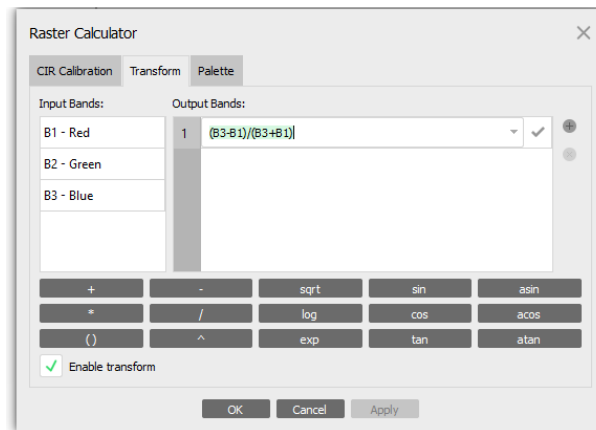 Raster Calculator
CIR Calibration Transform Palette
Input Bands: Output Bands:
B1 - Red 1 (B3-B1)/(B3+B1)
B2 - Green
B3 - Blue
+ - sqrt sin asin
* / log cos acos
( ) ^ exp tan atan
Enable transform
OK Cancel Apply